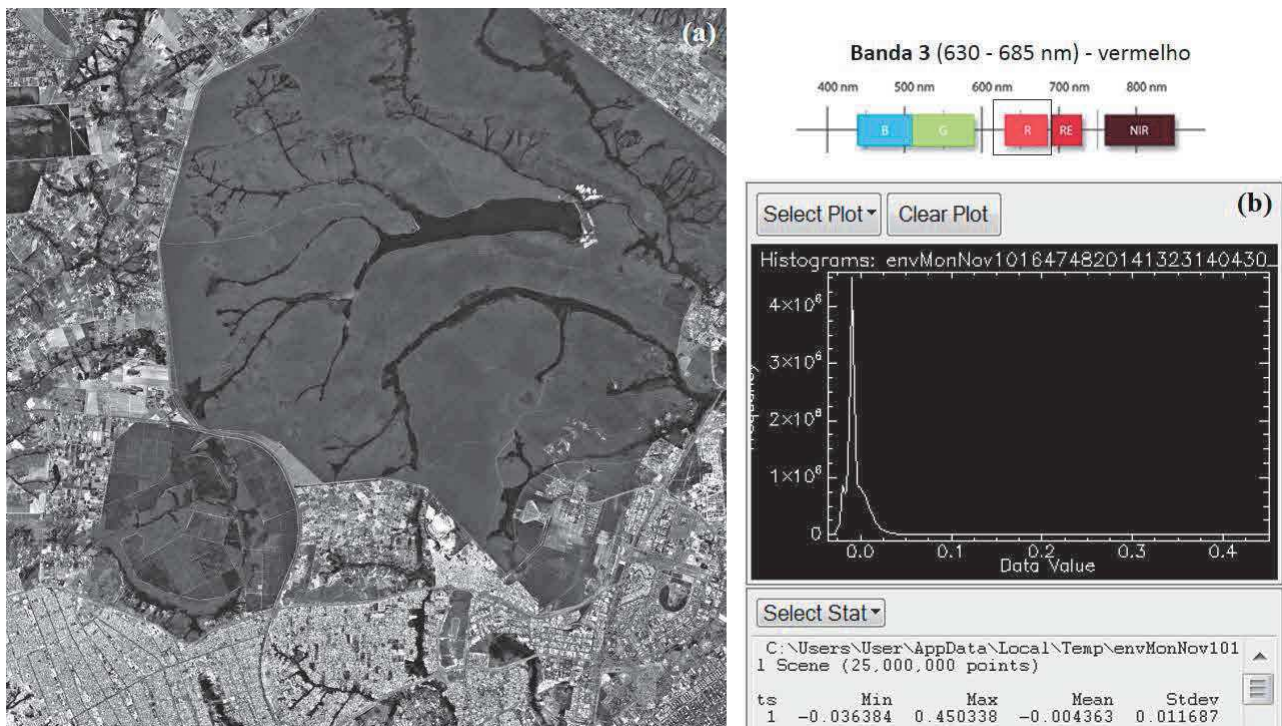 (a)
Banda 3 (630 - 685 nm) - vermelho
400 nm 500 nm 600 nm 700 nm 800 nm
B G R RE NIR
Select Plot Clear Plot (b)
Histograms: envMonNov101647482014132314043O
4×10⁶
3×10⁶
2×10⁶
1×10⁶
0
Frequency
0.0 0.1 0.2 0.3 0.4
Data Value
Select Stat
C:\Users\User\AppData\Local\Temp\envMonNov101
l Scene (25,000,000 points)
ts Min Max Mean Stdev
1 -0.036384 0.450338 -0.004363 0.011687